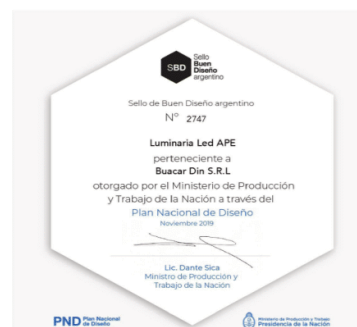 SBD
Sello
Buen
Diseño
argentino
Sello de Buen Diseño argentino
N° 2747
Luminaria Led APE
perteneciente a
Buacar Din S.R.L
otorgado por el Ministerio de Producción
y Trabajo de la Nación a través del
Plan Nacional de Diseño
Noviembre 2019
Lic. Dante Sica
Ministro de Producción y
Trabajo de la Nación
PND Plan Nacional
de Diseño
Ministerio de Producción y Trabajo
Presidencia de la Nación